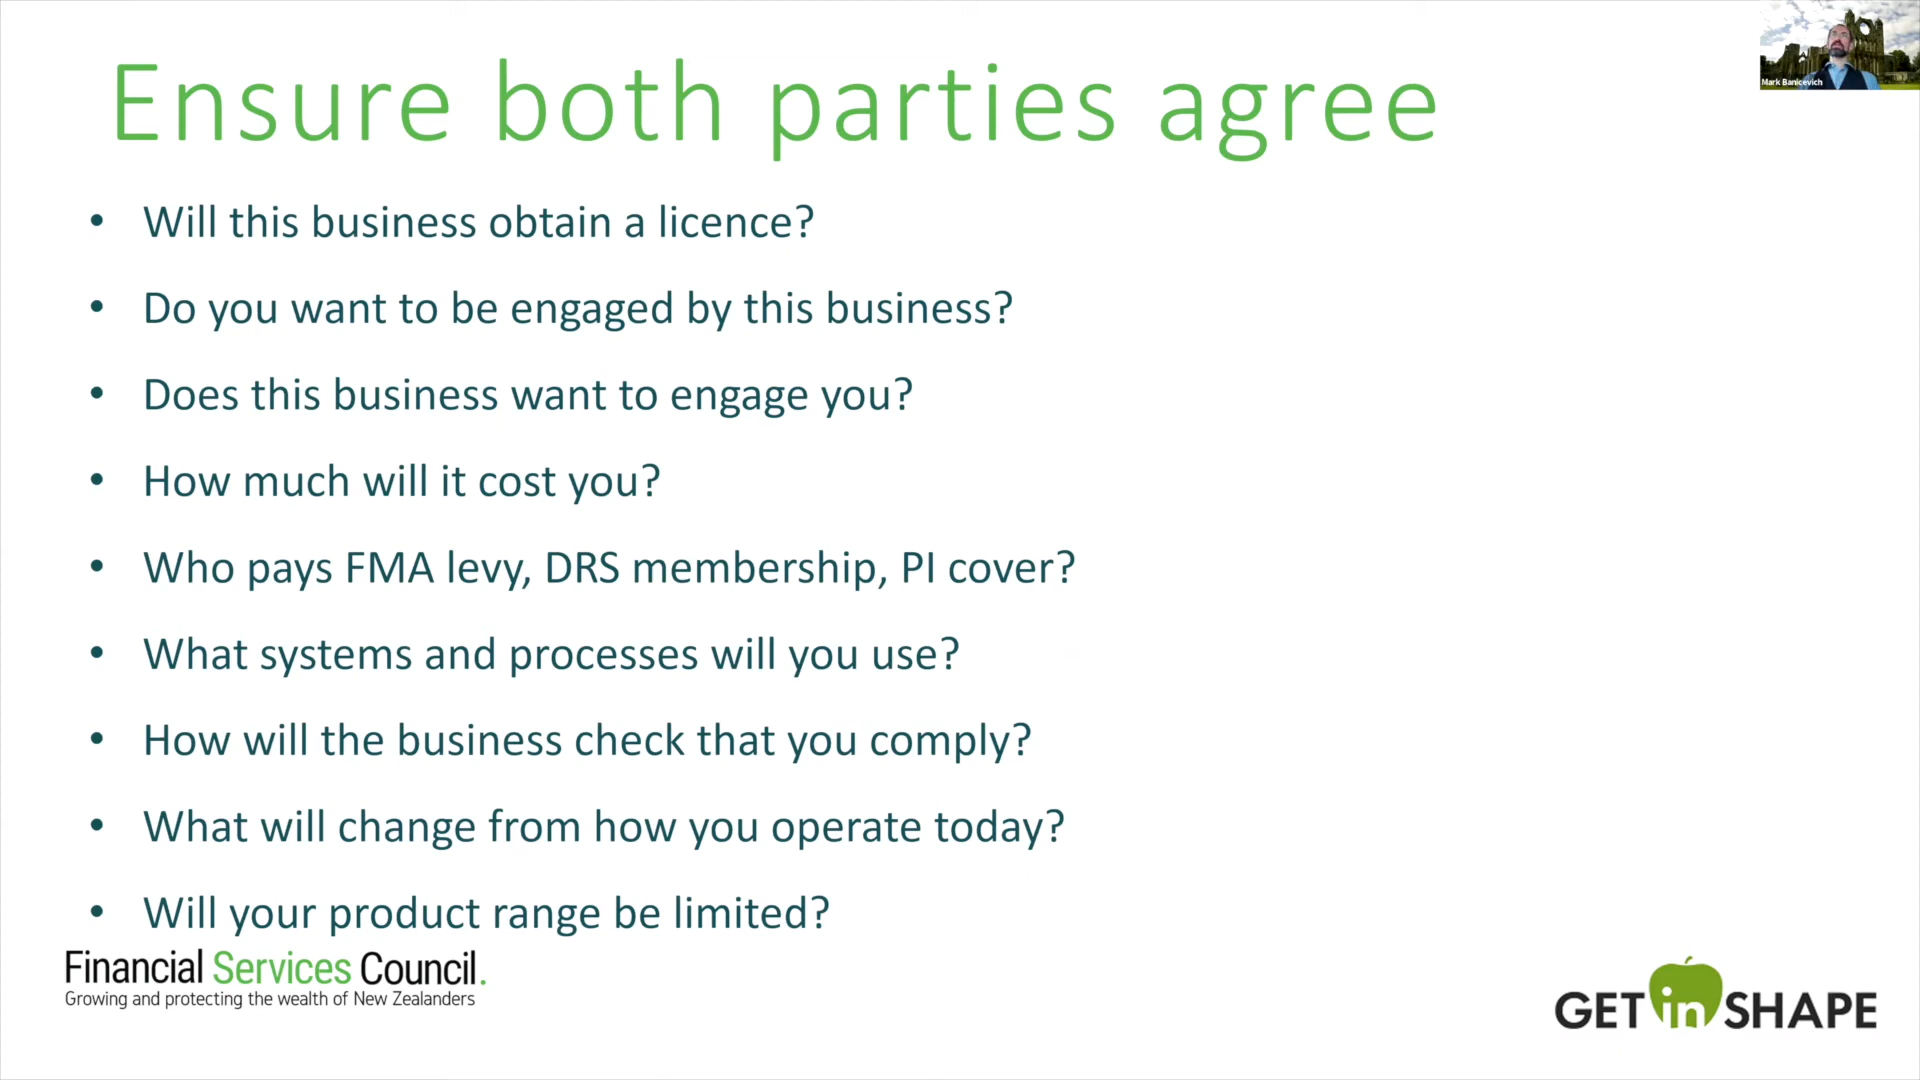 Ensure both parties agree
Mark Banicevich
• Will this business obtain a licence?
• Do you want to be engaged by this business?
• Does this business want to engage you?
• How much will it cost you?
• Who pays FMA levy, DRS membership, PI cover?
• What systems and processes will you use?
• How will the business check that you comply?
• What will change from how you operate today?
• Will your product range be limited?
Financial Services Council.
Growing and protecting the wealth of New Zealanders
GET in SHAPE